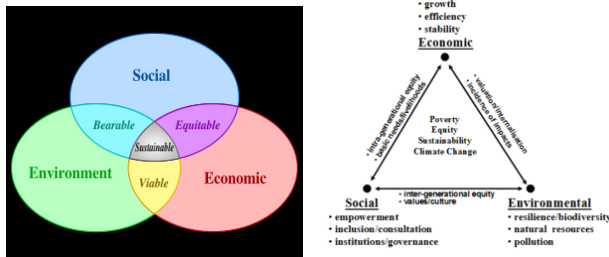 Social
Bearable
Equitable
Sustainable
Environment
Viable
Economic
• growth
• efficiency
• stability
Economic
• intra-generational equity
• basic needs/livelihoods
• valuation/internalisation
• incidence of impacts
Poverty
Equity
Sustainability
Climate Change
• inter-generational equity
• values/culture
Social
• empowerment
• inclusion/consultation
• institutions/governance
Environmental
• resilience/biodiversity
• natural resources
• pollution